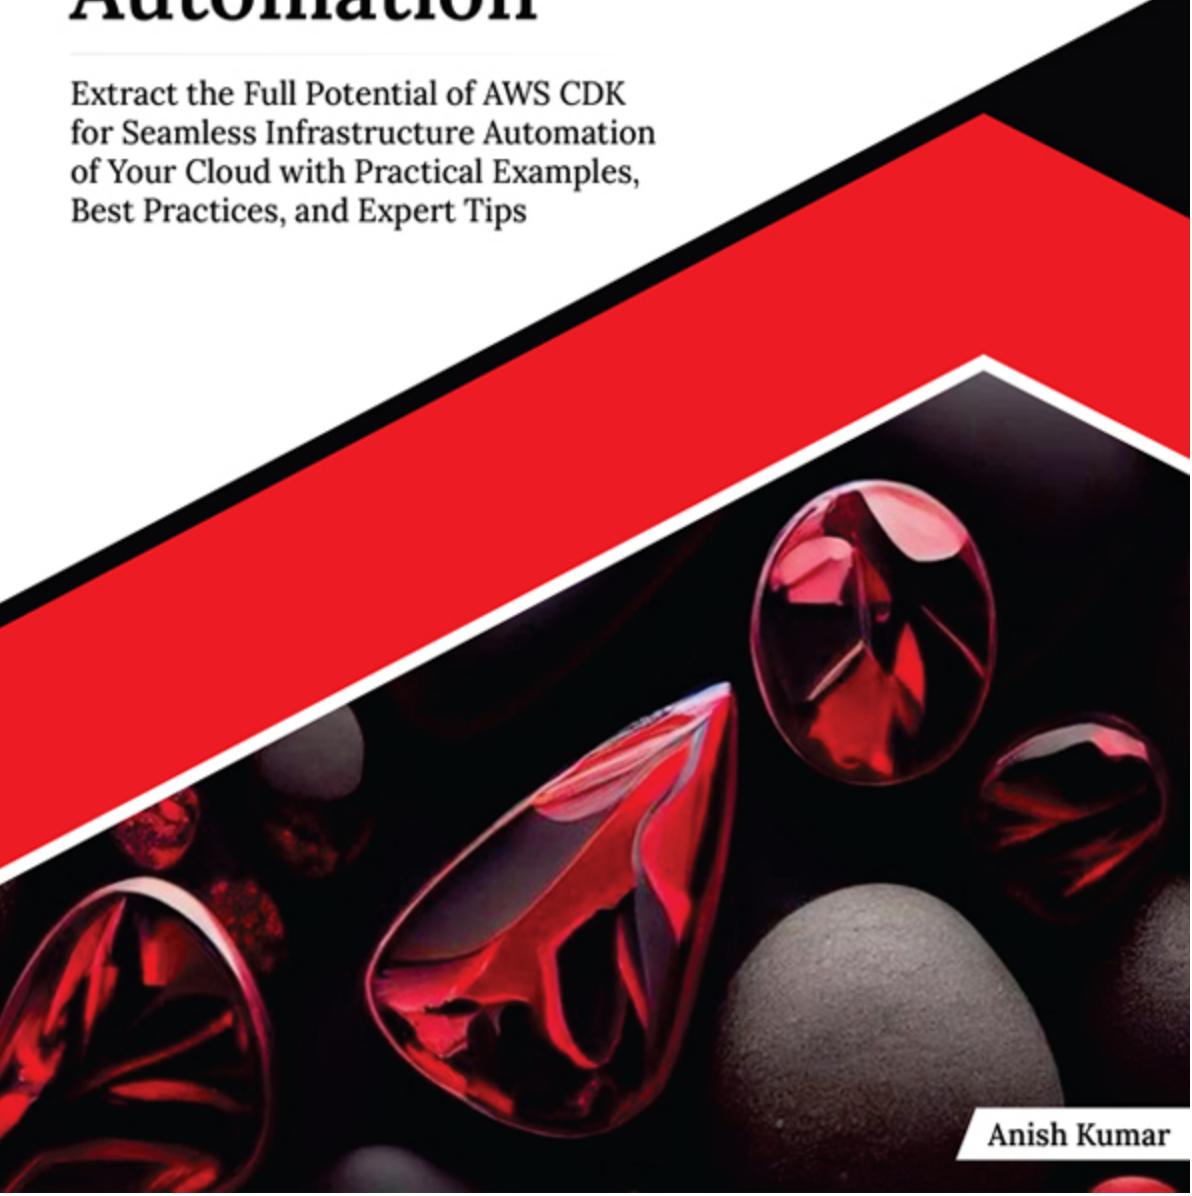 Automation
Extract the Full Potential of AWS CDK
for Seamless Infrastructure Automation
of Your Cloud with Practical Examples,
Best Practices, and Expert Tips
Anish Kumar